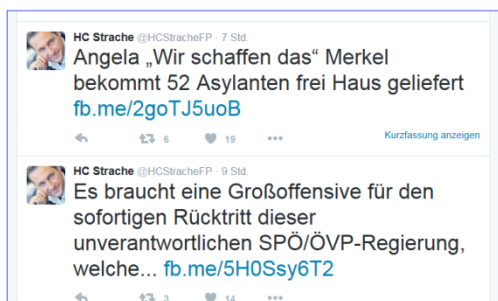 HC Strache @HCStracheFP · 7 Std.
Angela „Wir schaffen das“ Merkel
bekommt 52 Asylanten frei Haus geliefert
fb.me/2goTJ5uoB
6 19 Kurzfassung anzeigen
HC Strache @HCStracheFP · 9 Std.
Es braucht eine Großoffensive für den
sofortigen Rücktritt dieser
unverantwortlichen SPÖ/ÖVP-Regierung,
welche... fb.me/5H0Ssy6T2
3 14